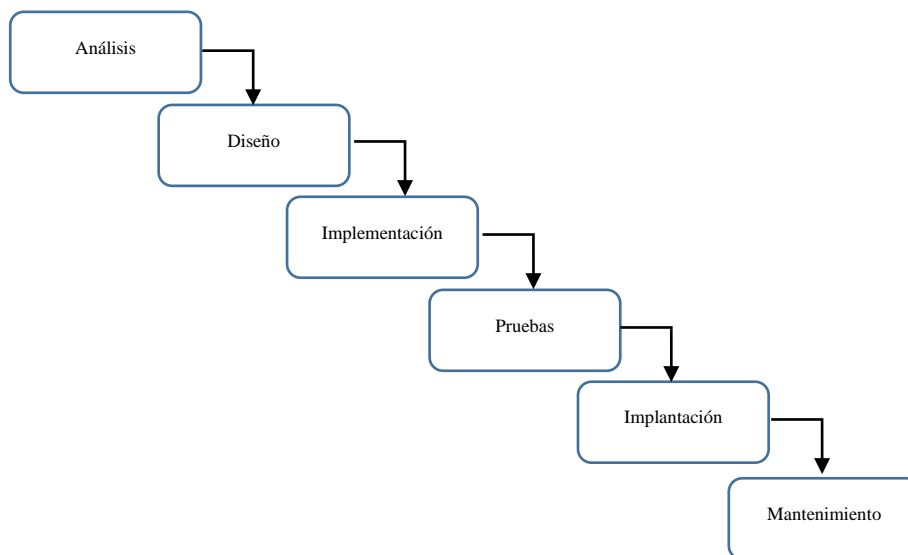 Análisis
Diseño
Implementación
Pruebas
Implantación
Mantenimiento